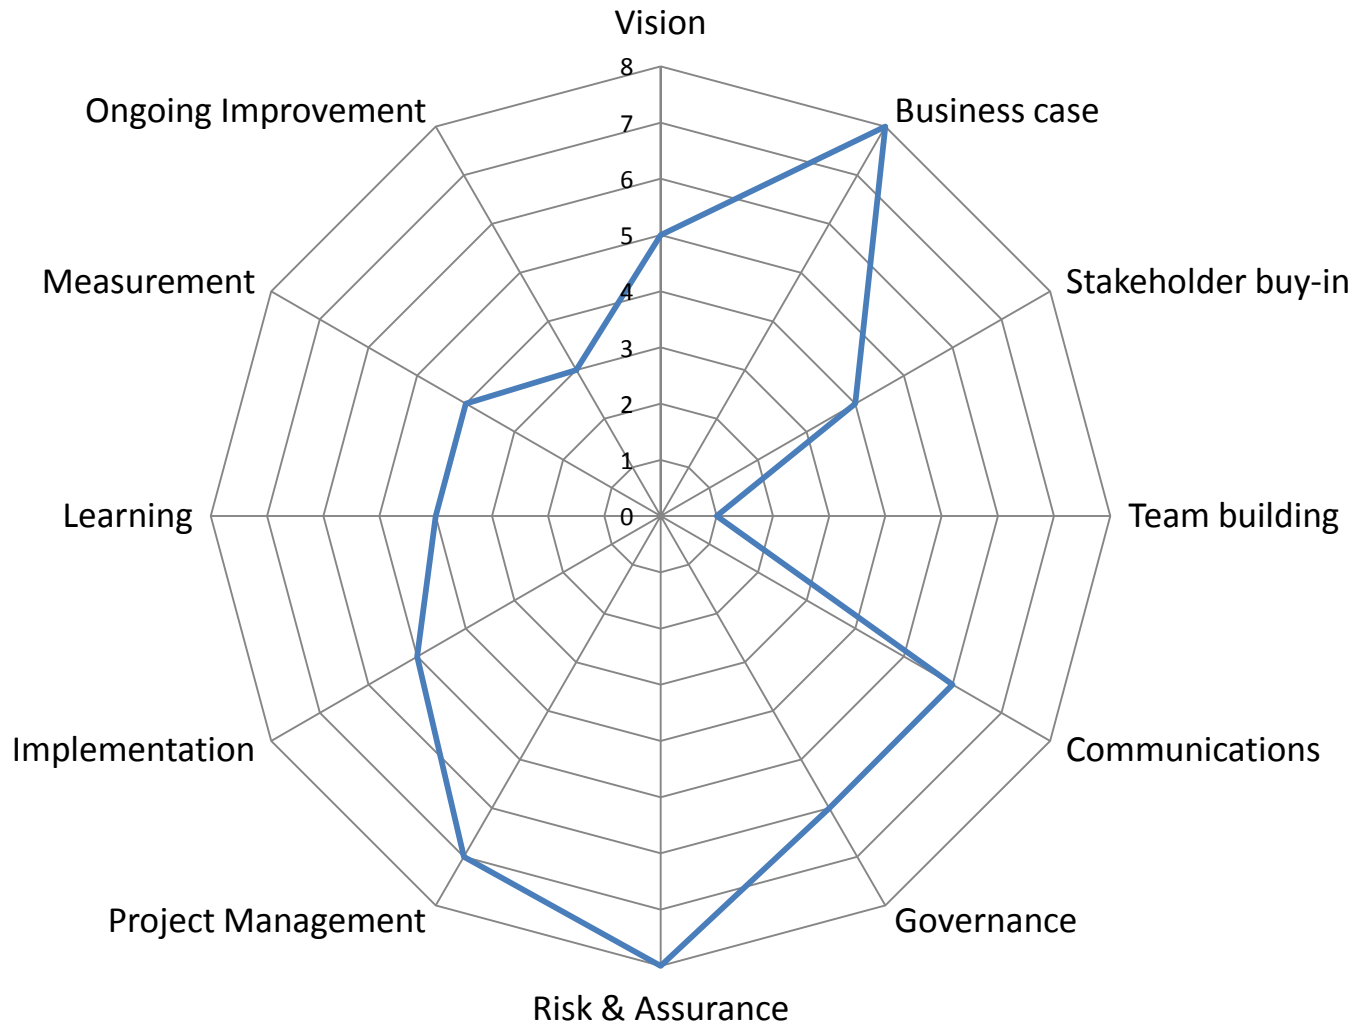 Vision
8
Ongoing Improvement
Business case
7
6
5
Measurement
Stakeholder buy-in
4
3
2
1
Learning
0
Team building
Implementation
Communications
Project Management
Governance
Risk & Assurance